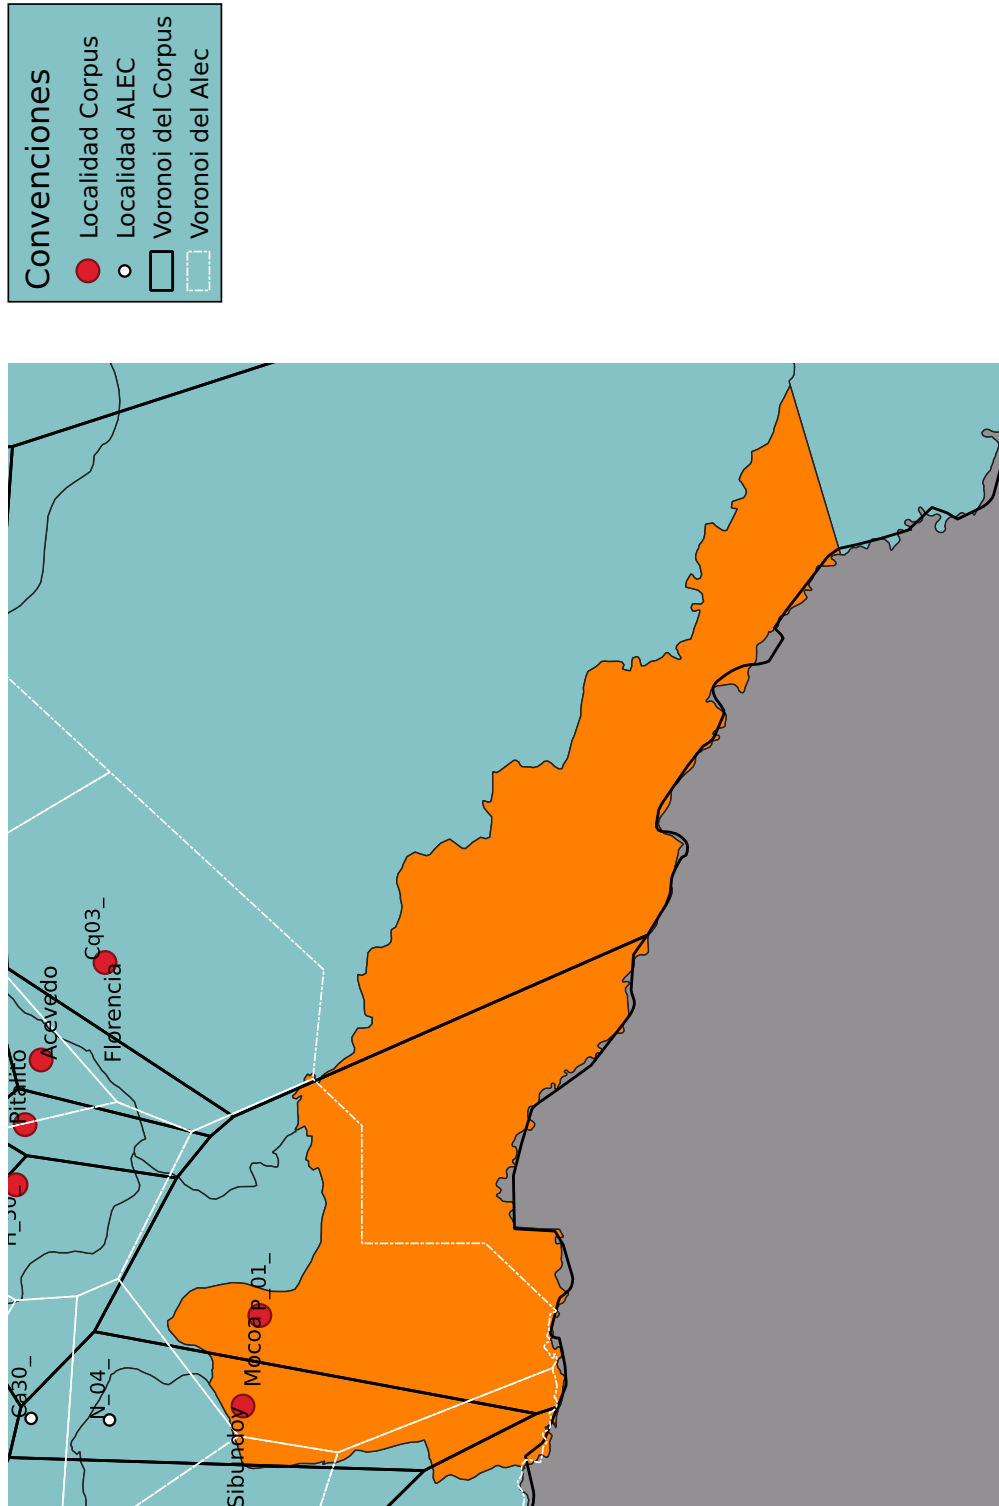 Convenciones
Localidad Corpus
Localidad ALEC
Voronoi del Corpus
Voronoi del Alec
Cq03_
Florencia
Acevedo
Pitalito
P_01_
Mocoa
Sibundoy
N_04_
Ca30_